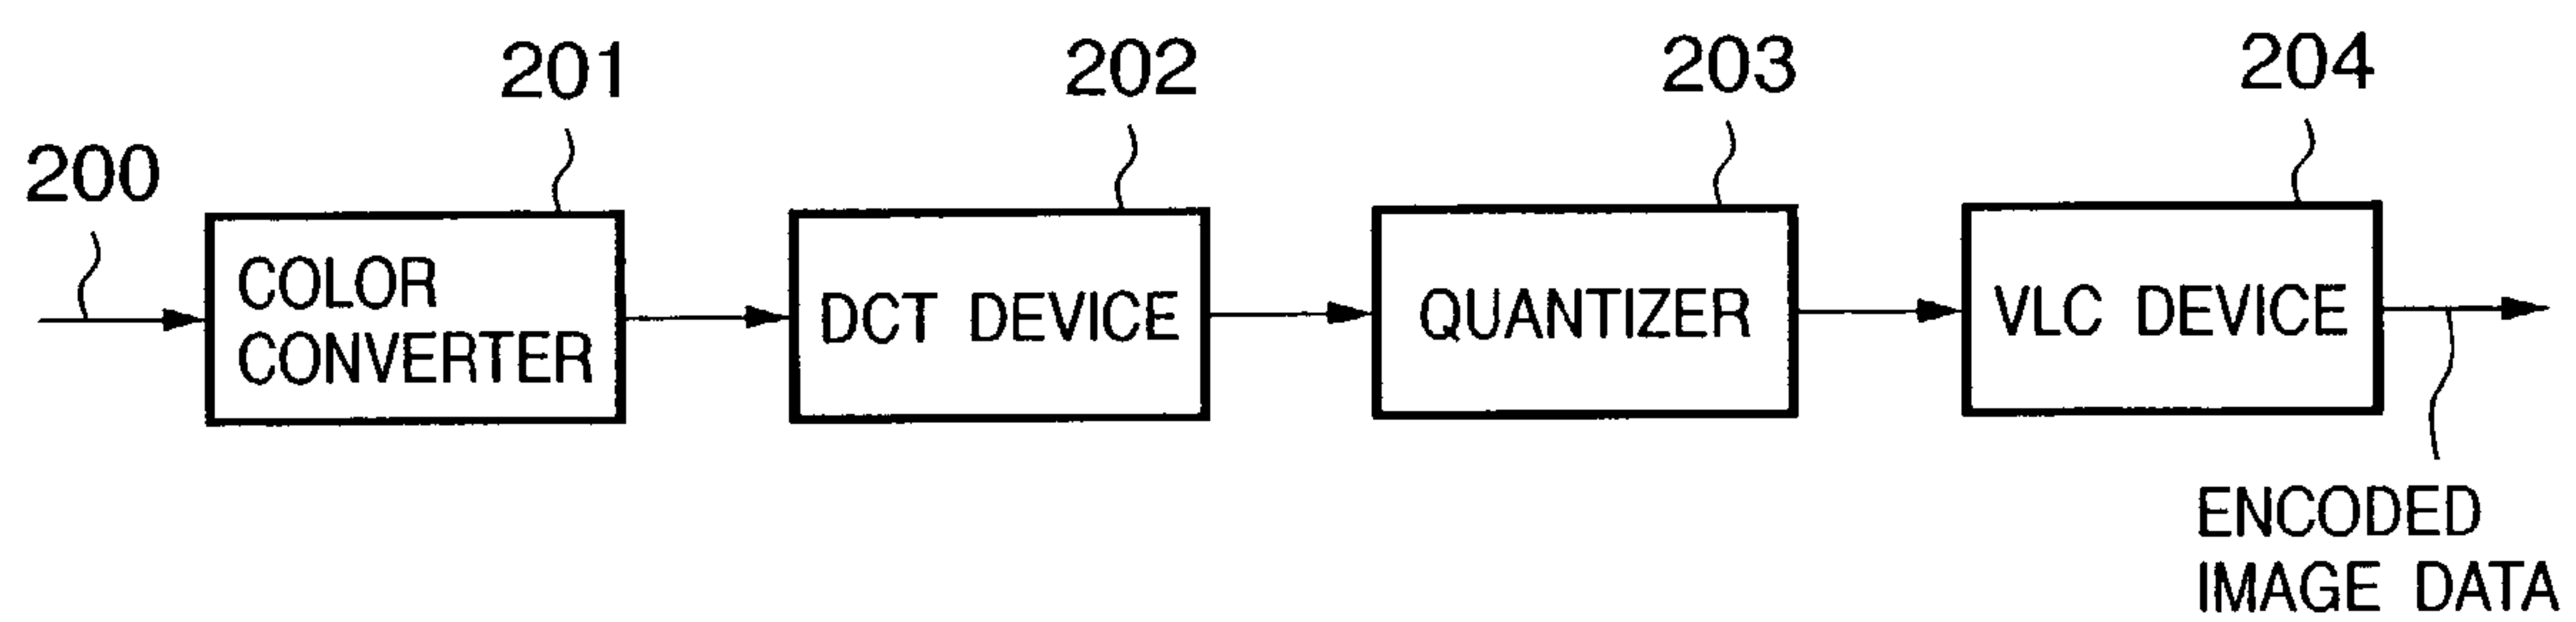 200
201
202
203
204
COLOR
CONVERTER
DCT DEVICE
QUANTIZER
VLC DEVICE
ENCODED
IMAGE DATA